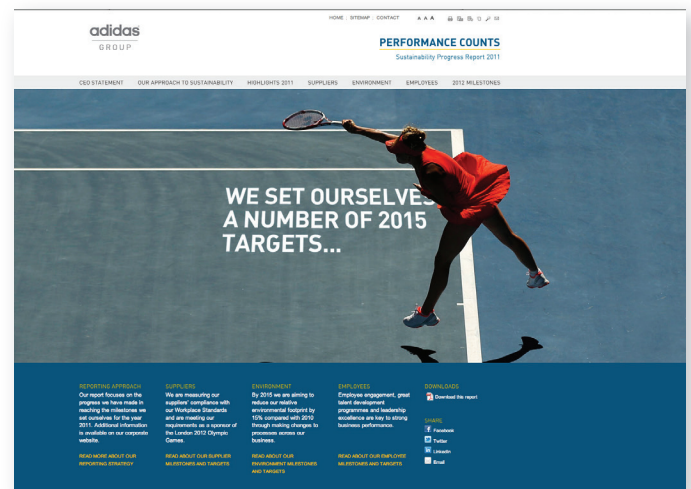 HOME | SITEMAP | CONTACT
A A A
adidas
GROUP
PERFORMANCE COUNTS
Sustainability Progress Report 2011
CEO STATEMENT OUR APPROACH TO SUSTAINABILITY HIGHLIGHTS 2011 SUPPLIERS ENVIRONMENT EMPLOYEES 2012 MILESTONES
WE SET OURSELVES
A NUMBER OF 2015
TARGETS...
REPORTING APPROACH
Our report focuses on the
progress we have made in
reaching the milestones we
set ourselves for the year
2011. Additional information
is available on our corporate
website.
READ MORE ABOUT OUR
REPORTING STRATEGY
SUPPLIERS
We are measuring our
suppliers' compliance with
our Workplace Standards
and are meeting our
requirements as a sponsor of
the London 2012 Olympic
Games.
READ ABOUT OUR SUPPLIER
MILESTONES AND TARGETS
ENVIRONMENT
By 2015 we are aiming to
reduce our relative
environmental footprint by
15% compared with 2010
through making changes to
processes across our
business.
READ ABOUT OUR
ENVIRONMENT MILESTONES
AND TARGETS
EMPLOYEES
Employee engagement, great
talent development
programmes and leadership
excellence are key to strong
business performance.
READ ABOUT OUR EMPLOYEE
MILESTONES AND TARGETS
DOWNLOADS
Download this report
SHARE
Facebook
Twitter
LinkedIn
Email